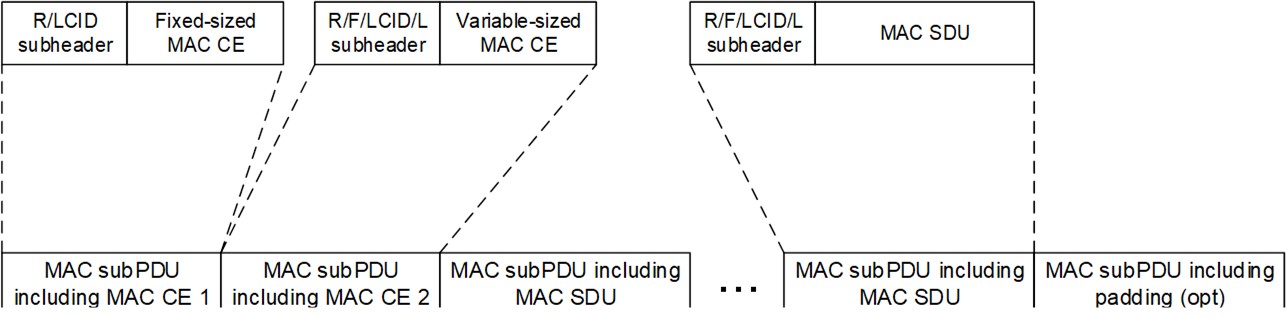 R/LCID
subheader
Fixed-sized
MAC CE
R/F/LCID/L
subheader
Variable-sized
MAC CE
R/F/LCID/L
subheader
MAC SDU
MAC subPDU
including MAC CE 1
MAC subPDU
including MAC CE 2
MAC subPDU including
MAC SDU
...
MAC subPDU including
MAC SDU
MAC subPDU including
padding (opt)